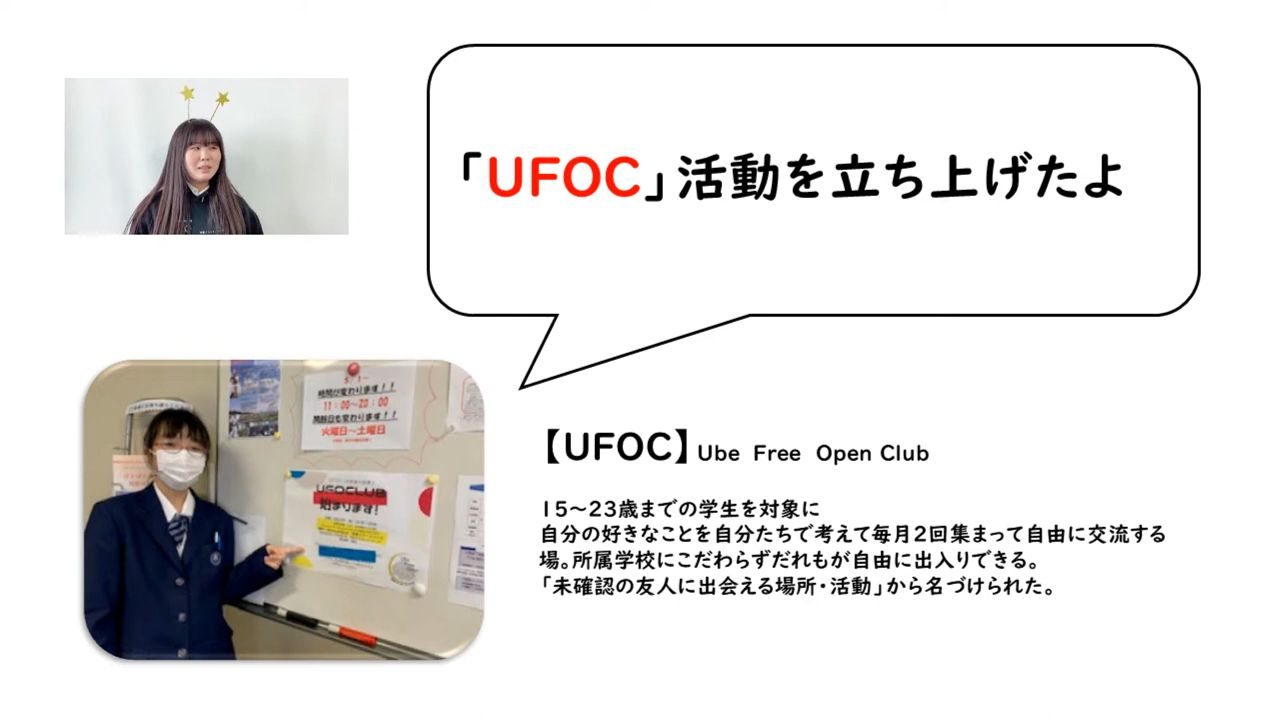 「UFOC」活動を立ち上げたよ
5/1～
時間が変わります！！
11：00～20：00
開館日も変わります！！
火曜日～土曜日
UFOCLUB
始まります！
【UFOC】Ube Free Open Club
15～23歳までの学生を対象に
自分の好きなことを自分たちで考えて毎月2回集まって自由に交流する
場。所属学校にこだわらずだれもが自由に出入りできる。
「未確認の友人に出会える場所・活動」から名づけられた。